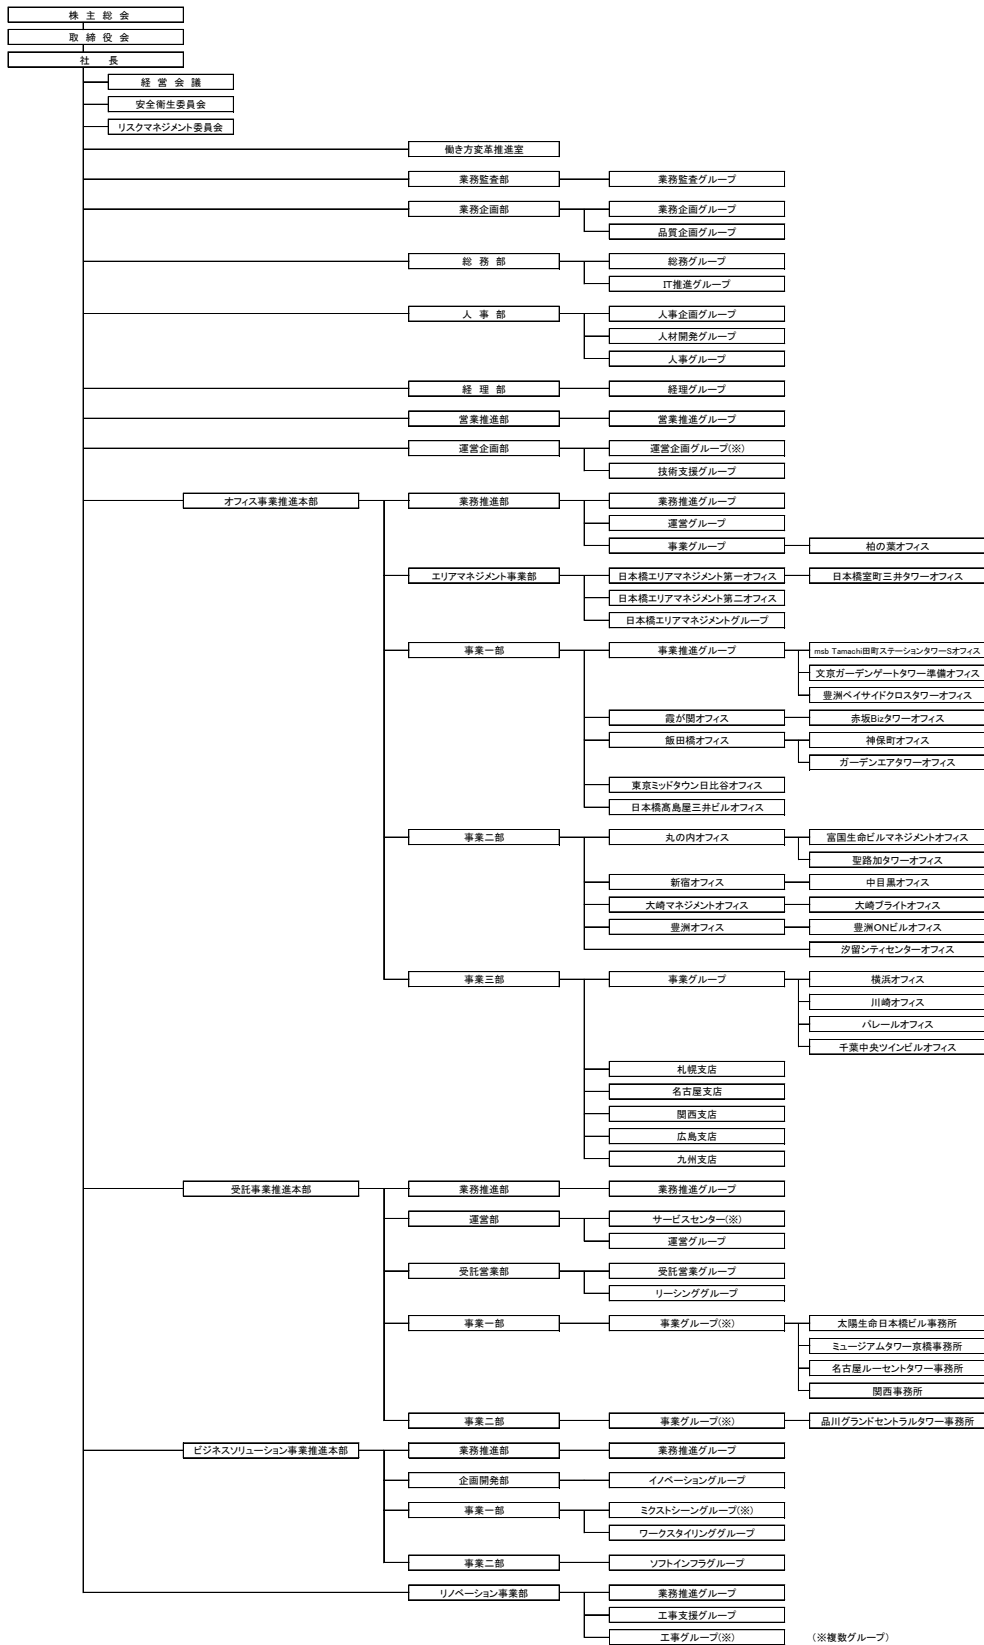 株 主 総 会
取 締 役 会
社 長
経 営 会 議
安全衛生委員会
リスクマネジメント委員会
働き方変革推進室
業務監査部 業務監査グループ
業務企画部 業務企画グループ
品質企画グループ
総 務 部 総務グループ
IT推進グループ
人 事 部 人事企画グループ
人材開発グループ
人事グループ
経 理 部 経理グループ
営業推進部 営業推進グループ
運営企画部 運営企画グループ(※)
技術支援グループ
オフィス事業推進本部 業務推進部 業務推進グループ
運営グループ
事業グループ 柏の葉オフィス
エリアマネジメント事業部 日本橋エリアマネジメント第一オフィス 日本橋室町三井タワーオフィス
日本橋エリアマネジメント第二オフィス
日本橋エリアマネジメントグループ
事業一部 事業推進グループ msb Tamachi田町ステーションタワーSオフィス
文京ガーデンゲートタワー準備オフィス
豊洲ベイサイドクロスタワーオフィス
霞が関オフィス 赤坂Bizタワーオフィス
飯田橋オフィス 神保町オフィス
ガーデンエアタワーオフィス
東京ミッドタウン日比谷オフィス
日本橋髙島屋三井ビルオフィス
事業二部 丸の内オフィス 富国生命ビルマネジメントオフィス
聖路加タワーオフィス
新宿オフィス 中目黒オフィス
大崎マネジメントオフィス 大崎ブライトオフィス
豊洲オフィス 豊洲ONビルオフィス
汐留シティセンターオフィス
事業三部 事業グループ 横浜オフィス
川崎オフィス
パレールオフィス
千葉中央ツインビルオフィス
札幌支店
名古屋支店
関西支店
広島支店
九州支店
受託事業推進本部 業務推進部 業務推進グループ
運営部 サービスセンター(※)
運営グループ
受託営業部 受託営業グループ
リーシンググループ
事業一部 事業グループ(※) 太陽生命日本橋ビル事務所
ミュージアムタワー京橋事務所
名古屋ルーセントタワー事務所
関西事務所
事業二部 事業グループ(※) 品川グランドセントラルタワー事務所
ビジネスソリューション事業推進本部 業務推進部 業務推進グループ
企画開発部 イノベーショングループ
事業一部 ミクストシーングループ(※)
ワークスタイリンググループ
事業二部 ソフトインフラグループ
リノベーション事業部 業務推進グループ
工事支援グループ
工事グループ(※) (※複数グループ)